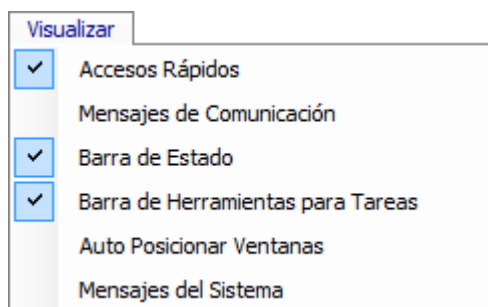 Visualizar
Accesos Rápidos
Mensajes de Comunicación
Barra de Estado
Barra de Herramientas para Tareas
Auto Posicionar Ventanas
Mensajes del Sistema